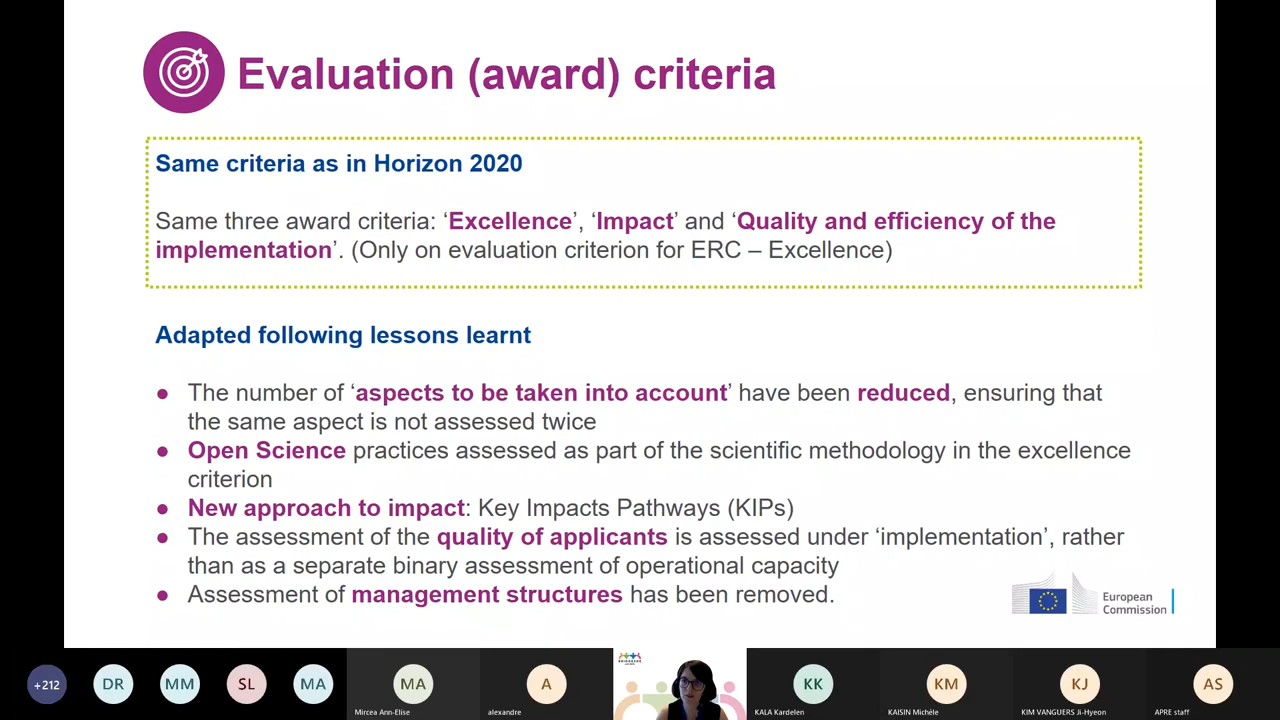 Evaluation (award) criteria
Same criteria as in Horizon 2020
Same three award criteria: ‘Excellence’, ‘Impact’ and ‘Quality and efficiency of the
implementation’. (Only on evaluation criterion for ERC – Excellence)
Adapted following lessons learnt
● The number of ‘aspects to be taken into account’ have been reduced, ensuring that
the same aspect is not assessed twice
● Open Science practices assessed as part of the scientific methodology in the excellence
criterion
● New approach to impact: Key Impacts Pathways (KIPs)
● The assessment of the quality of applicants is assessed under ‘implementation’, rather
than as a separate binary assessment of operational capacity
● Assessment of management structures has been removed.
European
Commission
+212
DR
MM
SL
MA
MA
Mircea Ann-Elise
A
alexandre
KK
KALA Kardelen
KM
KAISIN Michèle
KJ
KIM VANGUERS Ji-Hyeon
AS
APRE staff